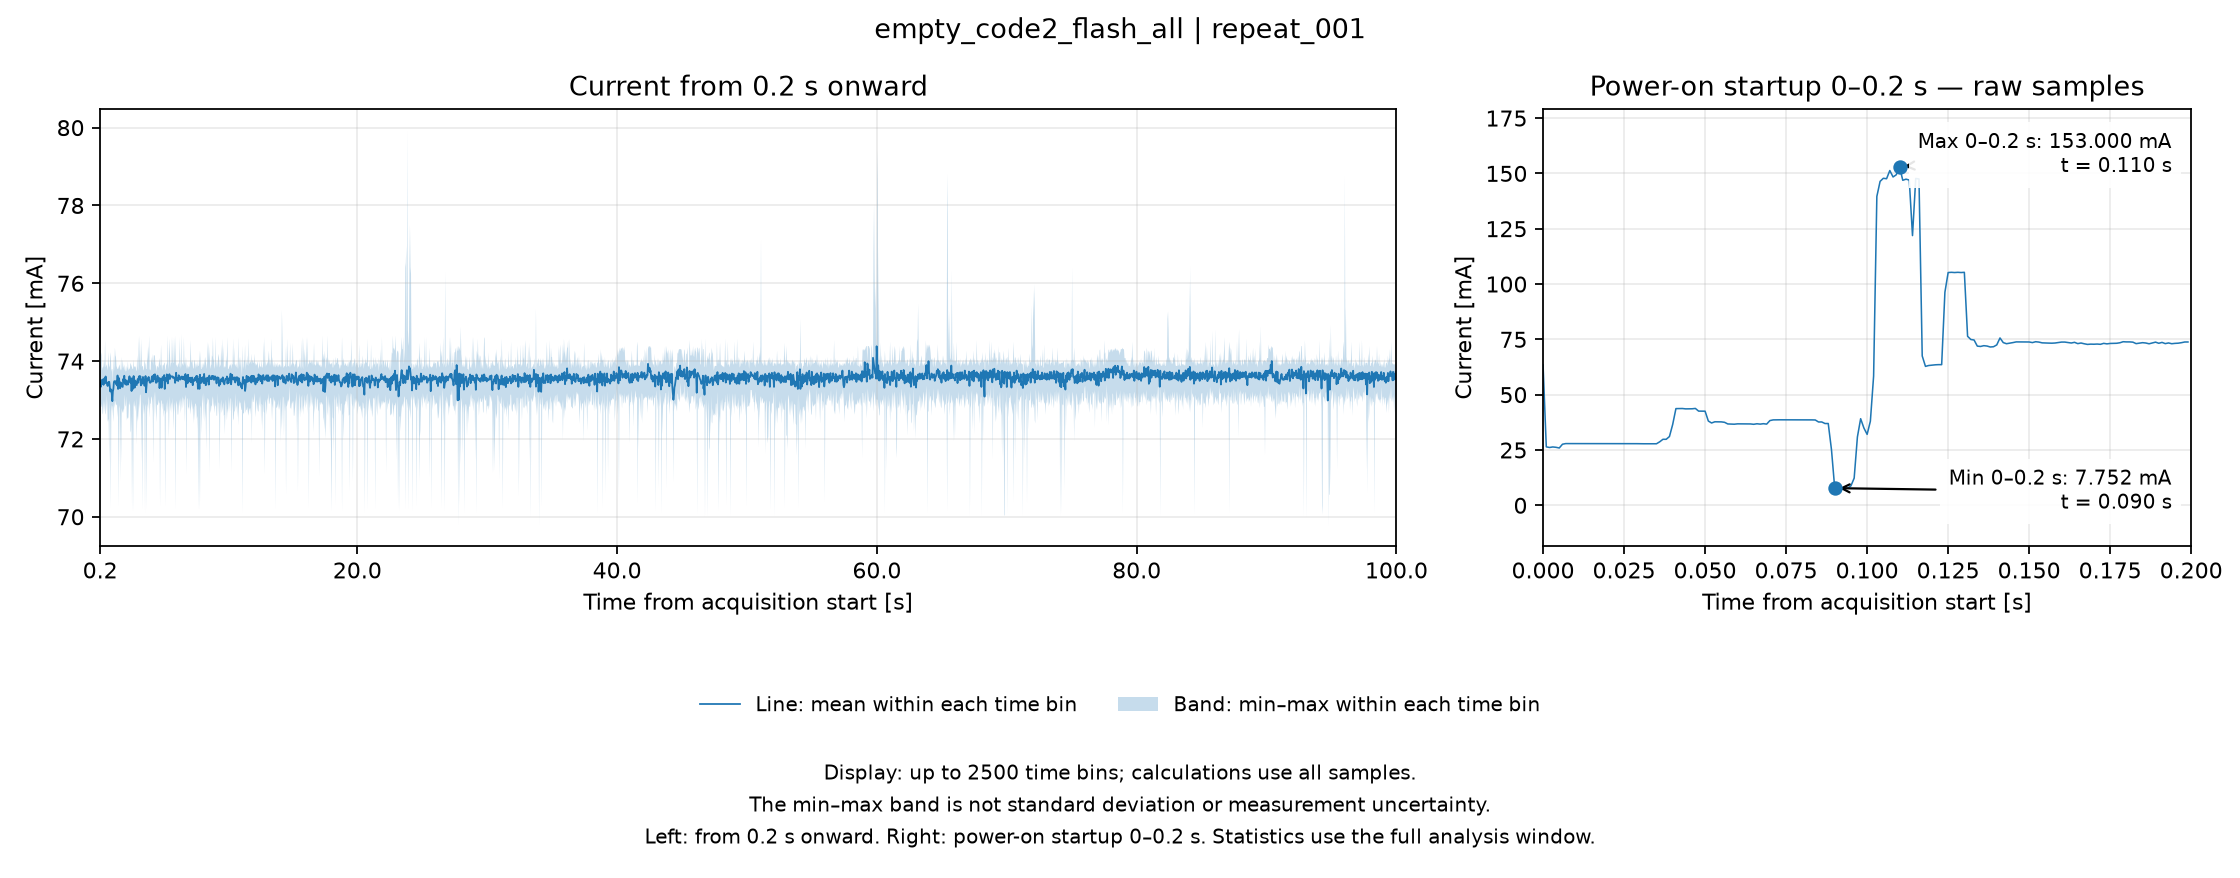 empty_code2_flash_all | repeat_001
Current from 0.2 s onward
80
78
76
74
72
70
Current [mA]
0.2
20.0
40.0
60.0
80.0
100.0
Time from acquisition start [s]
Power-on startup 0–0.2 s — raw samples
175
150
125
100
75
50
25
0
Current [mA]
Max 0–0.2 s: 153.000 mA
t = 0.110 s
Min 0–0.2 s: 7.752 mA
t = 0.090 s
0.000
0.025
0.050
0.075
0.100
0.125
0.150
0.175
0.200
Time from acquisition start [s]
Line: mean within each time bin
Band: min–max within each time bin
Display: up to 2500 time bins; calculations use all samples.
The min–max band is not standard deviation or measurement uncertainty.
Left: from 0.2 s onward. Right: power-on startup 0–0.2 s. Statistics use the full analysis window.